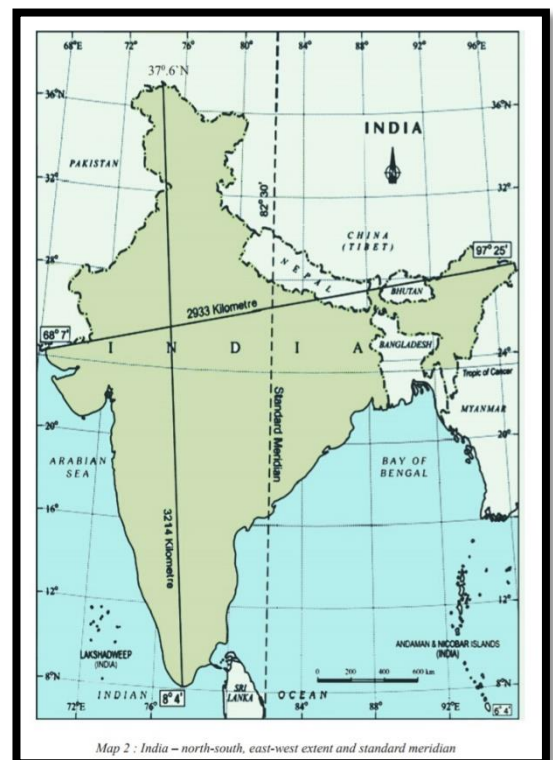 68°E 72° 76° 80° 84° 88° 92° 96°E
37°.6`N
36°N
36°N
INDIA
N
PAKISTAN
82° 30'
32°
32°
CHINA
(TIBET)
97° 25'
28°
NEPAL
BHUTAN
2933 Kilometre
68° 7'
INDIA
BANGLADESH
24°
Tropic of Cancer
Standard Meridian
MYANMAR
20°
20°
ARABIAN
SEA
BAY OF
BENGAL
16°
16°
3214 Kilometre
12°
12°
LAKSHADWEEP
(INDIA)
ANDAMAN & NICOBAR ISLANDS
(INDIA)
8°N
8°N
0 200 400 600 km
INDIAN
8° 4'
SRI
LANKA
OCEAN
6° 4'
72°E 76° 84° 88° 92°E
Map 2 : India – north-south, east-west extent and standard meridian